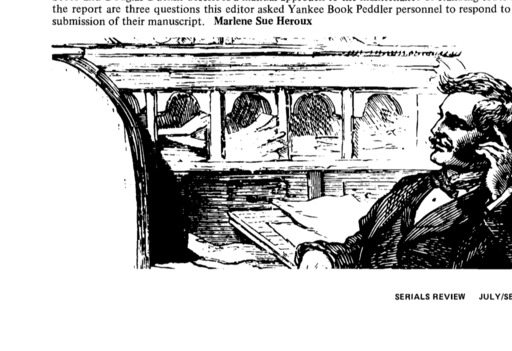 the report are three questions this editor asked Yankee Book Peddler personnel to respond to
submission of their manuscript. Marlene Sue Heroux
SERIALS REVIEW JULY/SE